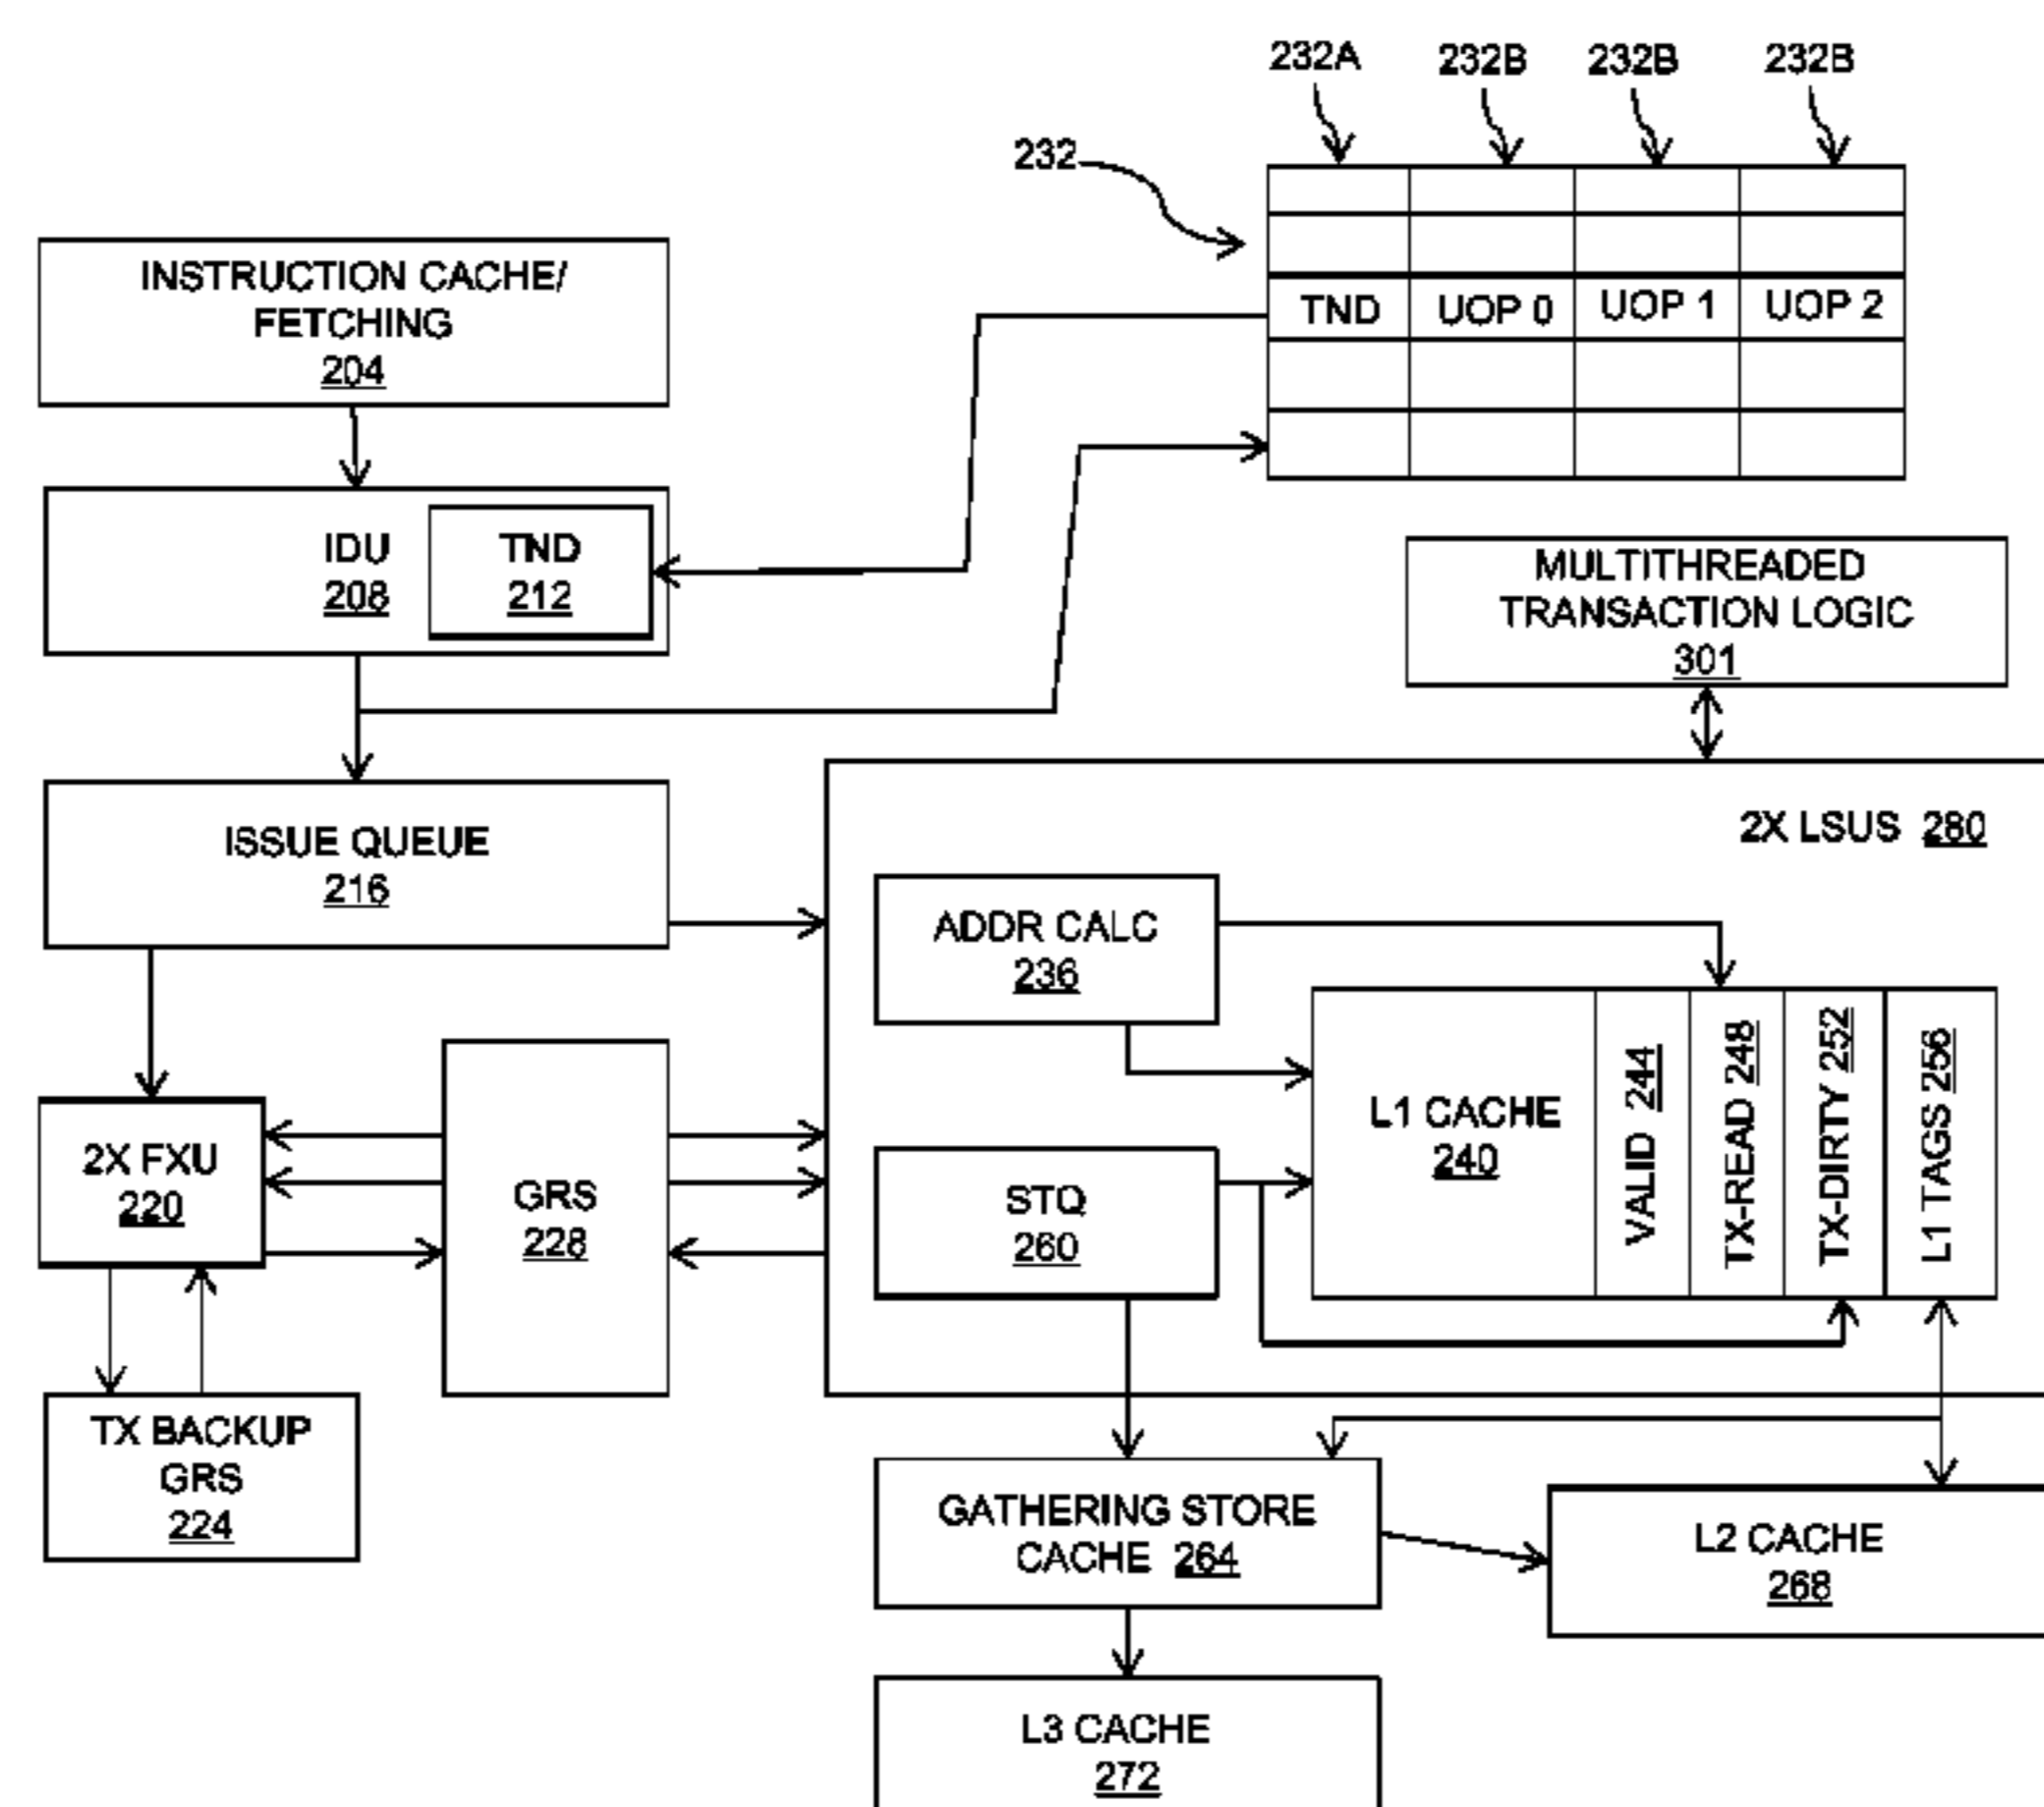 232A 232B 232B 232B
232
INSTRUCTION CACHE/
FETCHING
204
TND UOP 0 UOP 1 UOP 2
IDU
208
TND
212
MULTITHREADED
TRANSACTION LOGIC
301
ISSUE QUEUE
216
2X LSUS 280
ADDR CALC
236
L1 CACHE
240
VALID 244
TX-READ 248
TX-DIRTY 252
L1 TAGS 256
2X FXU
220
GRS
228
STQ
260
TX BACKUP
GRS
224
GATHERING STORE
CACHE 264
L2 CACHE
268
L3 CACHE
272